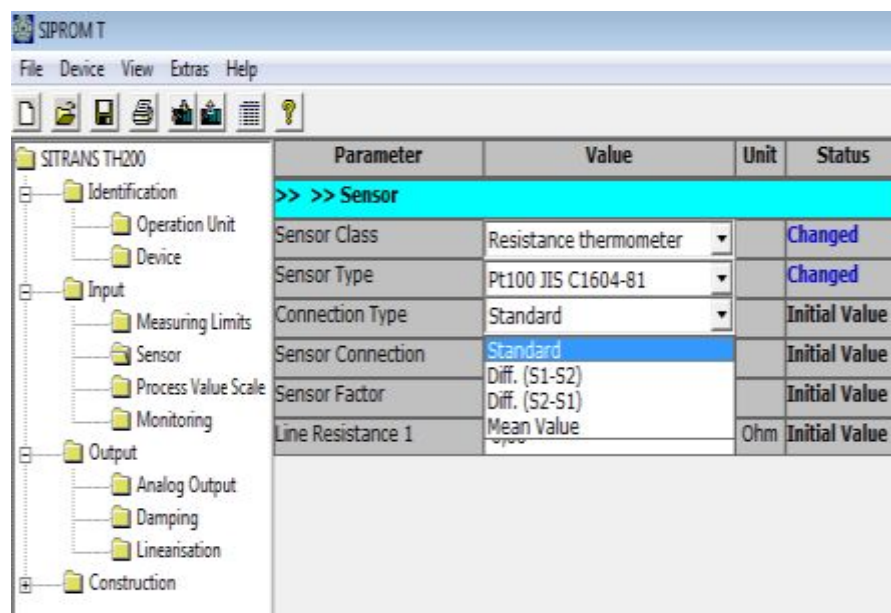 SIPROM T
File Device View Extras Help
SITRANS TH200
Identification
Operation Unit
Device
Input
Measuring Limits
Sensor
Process Value Scale
Monitoring
Output
Analog Output
Damping
Linearisation
Construction
Parameter Value Unit Status
>> >> Sensor
Sensor Class Resistance thermometer Changed
Sensor Type Pt100 JIS C1604-81 Changed
Connection Type Standard Initial Value
Sensor Connection Standard Initial Value
Diff. (S1-S2)
Sensor Factor Diff. (S2-S1) Initial Value
Mean Value
Line Resistance 1 Ohm Initial Value